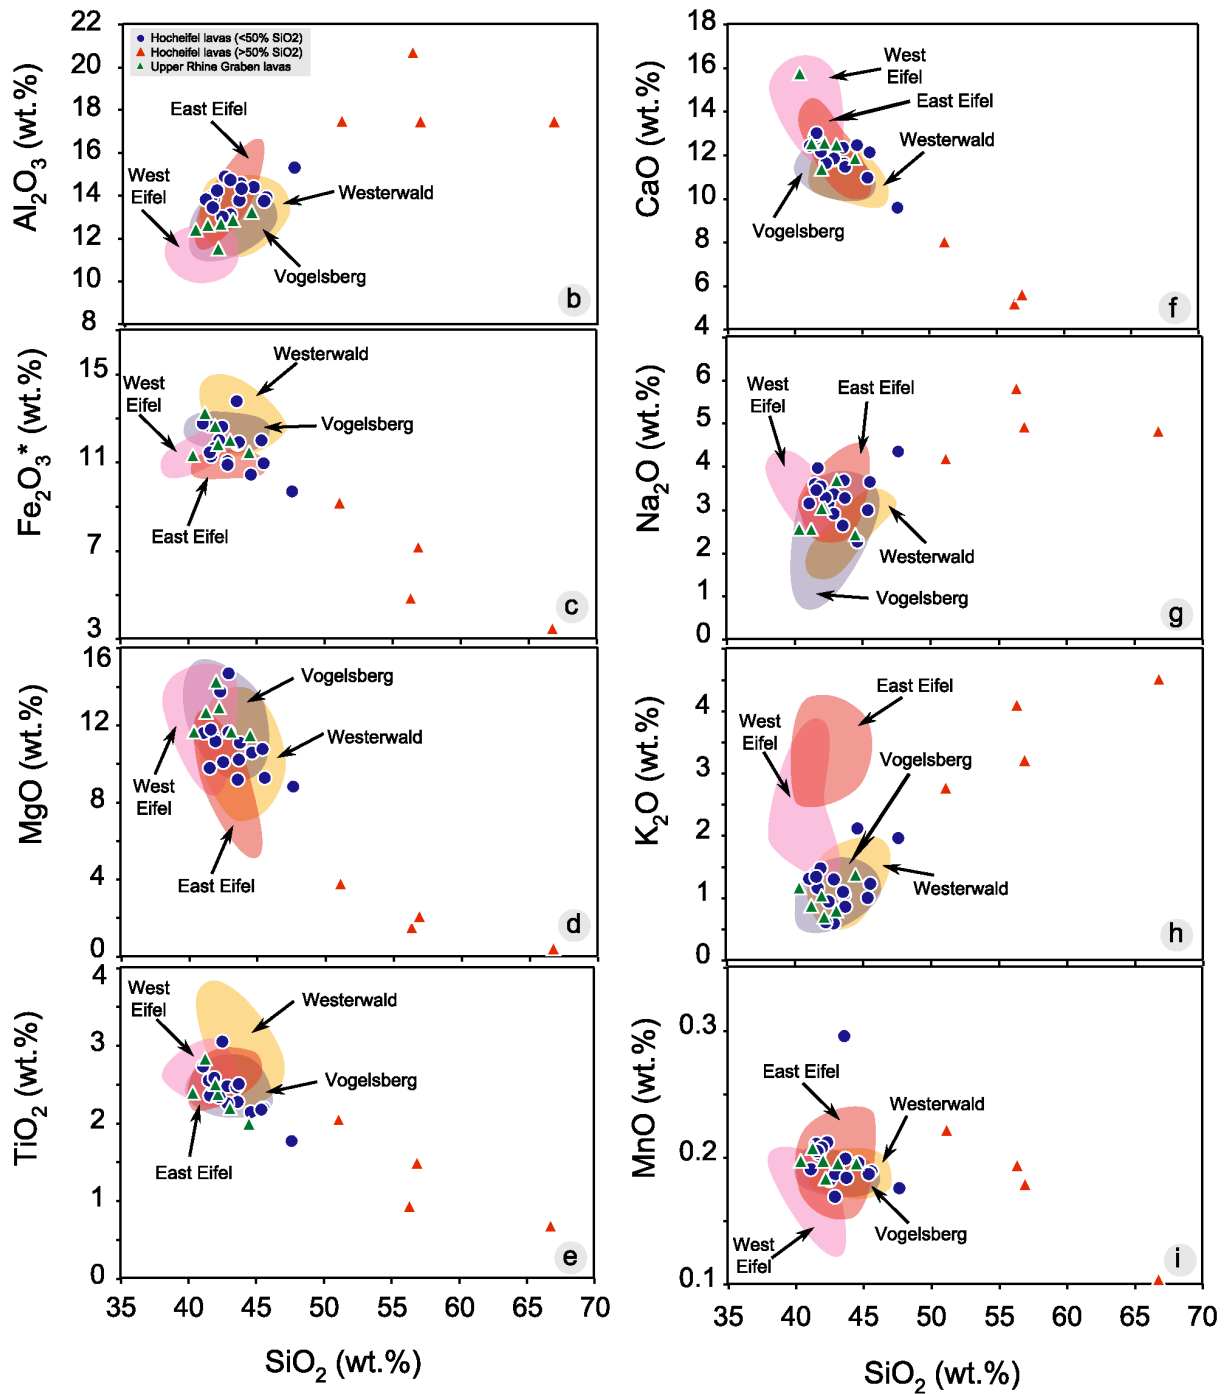 22
20
18
16
14
12
10
8
Al2O3 (wt.%)
Hocheifel lavas (<50% SiO2)
Hocheifel lavas (>50% SiO2)
Upper Rhine Graben lavas
East Eifel
West
Eifel
Westerwald
Vogelsberg
b
15
11
7
3
Fe2O3* (wt.%)
Westerwald
West
Eifel
Vogelsberg
East Eifel
c
16
12
8
4
0
MgO (wt.%)
Vogelsberg
Westerwald
West
Eifel
East Eifel
d
4
3
2
1
0
TiO2 (wt.%)
West
Eifel
Westerwald
Vogelsberg
East Eifel
e
35 40 45 50 55 60 65 70
SiO2 (wt.%)
18
16
14
12
10
8
6
4
CaO (wt.%)
West
Eifel
East Eifel
Westerwald
Vogelsberg
f
6
5
4
3
2
1
0
Na2O (wt.%)
West
Eifel
East Eifel
Westerwald
Vogelsberg
g
4
3
2
1
0
K2O (wt.%)
East Eifel
West
Eifel
Vogelsberg
Westerwald
h
0.3
0.2
0.1
MnO (wt.%)
East Eifel
Westerwald
Vogelsberg
West
Eifel
i
35 40 45 50 55 60 65 70
SiO2 (wt.%)